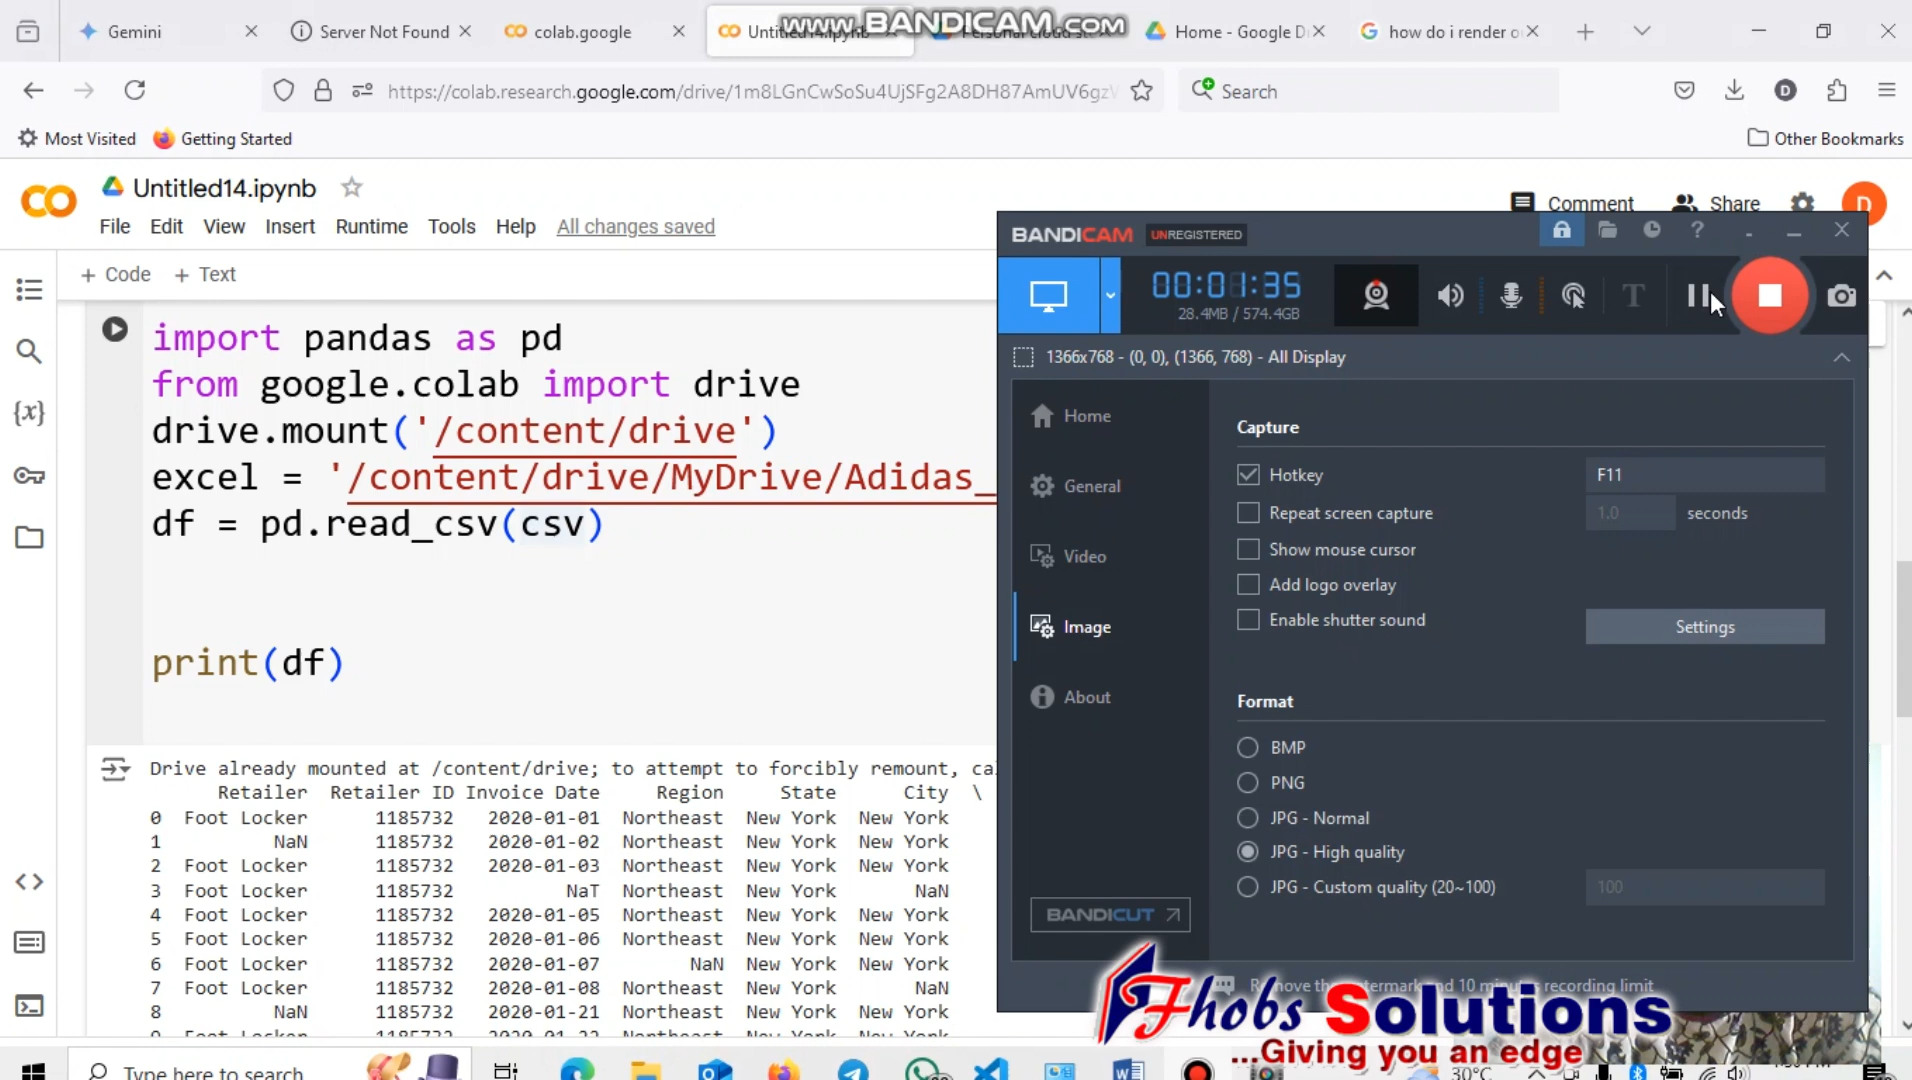 Gemini
Server Not Found
colab.google
Untitled14.ipynb
Home - Google D
how do i render o
www.BANDICAM.com
https://colab.research.google.com/drive/1m8LGnCwSoSu4UjSFg2A8DH87AmUV6gzV
Search
Most Visited
Getting Started
Other Bookmarks
Untitled14.ipynb
Comment
Share
File Edit View Insert Runtime Tools Help All changes saved
+ Code + Text
import pandas as pd
from google.colab import drive
drive.mount('/content/drive')
excel = '/content/drive/MyDrive/Adidas_
df = pd.read_csv(csv)
print(df)
Drive already mounted at /content/drive; to attempt to forcibly remount, ca
Retailer Retailer ID Invoice Date Region State City \
0 Foot Locker 1185732 2020-01-01 Northeast New York New York
1 NaN 1185732 2020-01-02 Northeast New York New York
2 Foot Locker 1185732 2020-01-03 Northeast New York New York
3 Foot Locker 1185732 NaT Northeast New York NaN
4 Foot Locker 1185732 2020-01-05 Northeast New York New York
5 Foot Locker 1185732 2020-01-06 Northeast New York New York
6 Foot Locker 1185732 2020-01-07 NaN New York New York
7 Foot Locker 1185732 2020-01-08 Northeast New York NaN
8 NaN 1185732 2020-01-21 Northeast New York New York
BANDICAM UNREGISTERED
00:01:35
28.4MB / 574.4GB
1366x768 - (0, 0), (1366, 768) - All Display
Home
General
Video
Image
About
BANDICUT
Capture
Hotkey F11
Repeat screen capture 1.0 seconds
Show mouse cursor
Add logo overlay
Enable shutter sound
Settings
Format
BMP
PNG
JPG - Normal
JPG - High quality
JPG - Custom quality (20~100) 100
Fhobs Solutions
...Giving you an edge
Type here to search
30°C